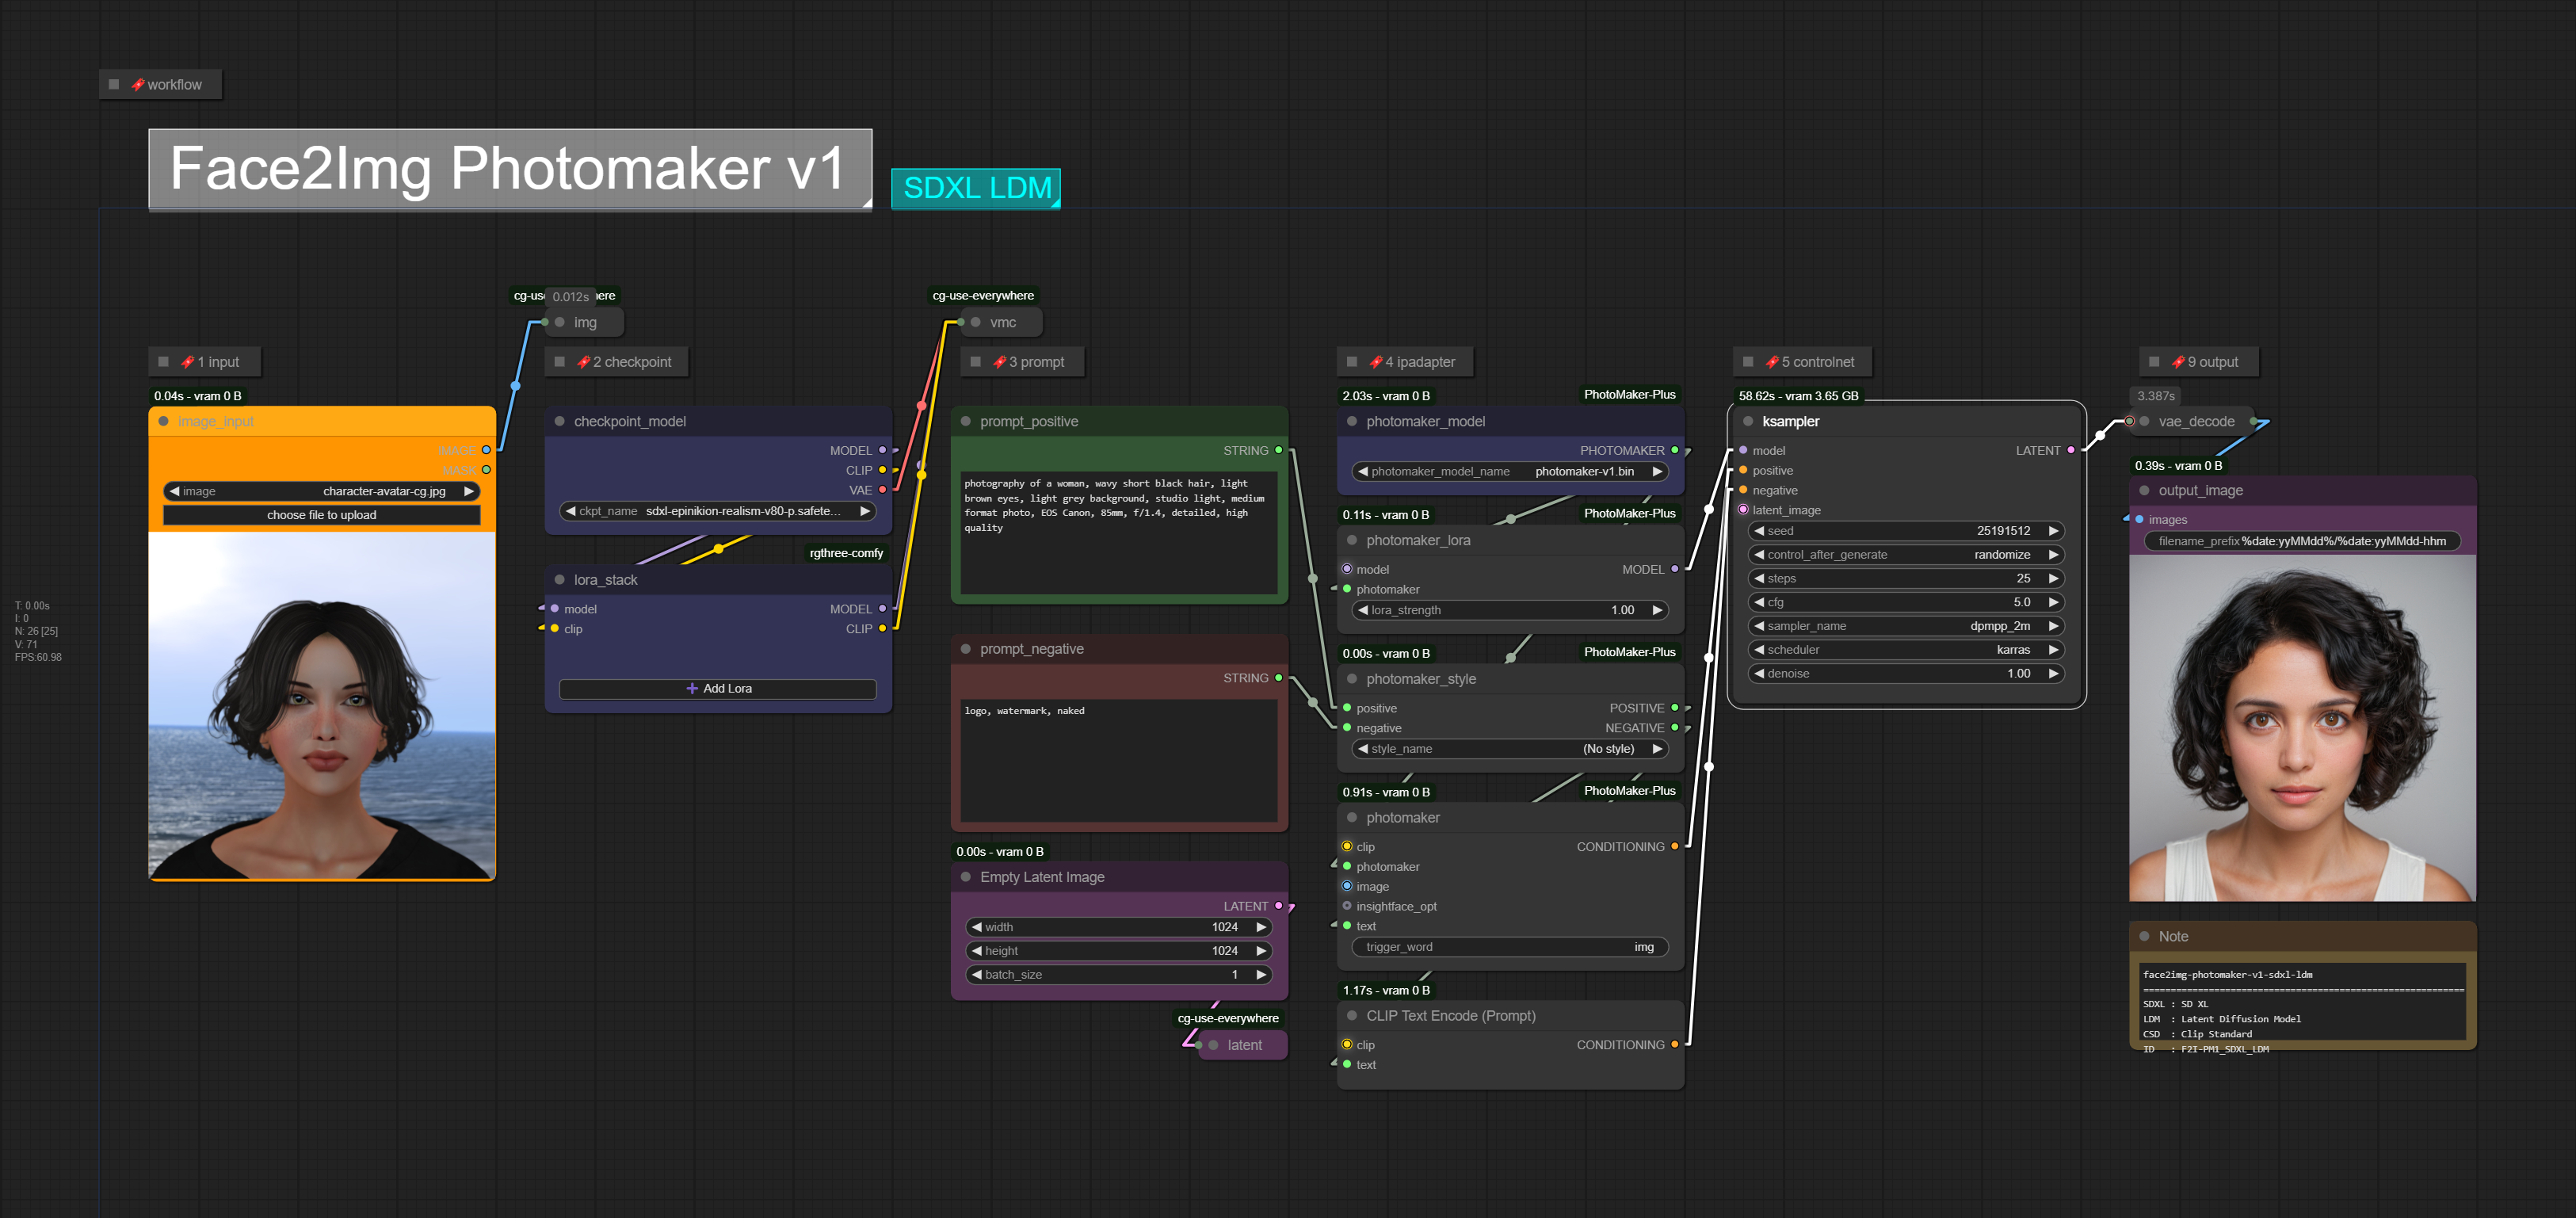 workflow
Face2Img Photomaker v1
SDXL LDM
cg-use
here
0.012s
img
cg-use-everywhere
vmc
1 input
2 checkpoint
3 prompt
4 ipadapter
5 controlnet
9 output
0.04s - vram 0 B
image_input
IMAGE
MASK
image
character-avatar-cg.jpg
choose file to upload
checkpoint_model
MODEL
CLIP
VAE
ckpt_name sdxl-epinikion-realism-v80-p.safete...
rgthree-comfy
lora_stack
model MODEL
clip CLIP
Add Lora
prompt_positive
STRING
photography of a woman, wavy short black hair, light
brown eyes, light grey background, studio light, medium
format photo, EOS Canon, 85mm, f/1.4, detailed, high
quality
prompt_negative
STRING
logo, watermark, naked
0.00s - vram 0 B
Empty Latent Image
LATENT
width 1024
height 1024
batch_size 1
cg-use-everywhere
latent
2.03s - vram 0 B PhotoMaker-Plus
photomaker_model
PHOTOMAKER
photomaker_model_name photomaker-v1.bin
0.11s - vram 0 B PhotoMaker-Plus
photomaker_lora
model MODEL
photomaker
lora_strength 1.00
0.00s - vram 0 B PhotoMaker-Plus
photomaker_style
positive POSITIVE
negative NEGATIVE
style_name (No style)
0.91s - vram 0 B PhotoMaker-Plus
photomaker
clip CONDITIONING
photomaker
image
insightface_opt
text
trigger_word img
1.17s - vram 0 B
CLIP Text Encode (Prompt)
clip CONDITIONING
text
58.62s - vram 3.65 GB
ksampler
model LATENT
positive
negative
latent_image
seed 25191512
control_after_generate randomize
steps 25
cfg 5.0
sampler_name dpmpp_2m
scheduler karras
denoise 1.00
3.387s
vae_decode
0.39s - vram 0 B
output_image
images
filename_prefix %date:yyMMdd%/%date:yyMMdd-hhm
Note
face2img-photomaker-v1-sdxl-ldm
===========================================================
SDXL : SD XL
LDM : Latent Diffusion Model
CSD : Clip Standard
ID : F2I-PM1_SDXL_LDM
T: 0.00s
I: 0
N: 26 [25]
V: 71
FPS:60.98